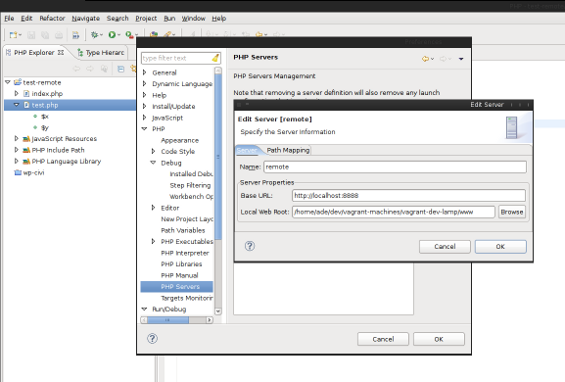 File Edit Refactor Navigate Search Project Run Window Help
PHP Explorer
Type Hierarc
test-remote
index.php
test.php
$x
$y
JavaScript Resources
PHP Include Path
PHP Language Library
wp-civi
type filter text
General
Dynamic Language
Help
Install/Update
JavaScript
PHP
Appearance
Code Style
Debug
Installed Debu
Step Filtering
Workbench Op
Editor
New Project Layo
Path Variables
PHP Executables
PHP Interpreter
PHP Libraries
PHP Manual
PHP Servers
Targets Monitorin
Run/Debug
PHP Servers
PHP Servers Management
Note that removing a server definition will also remove any launch
Cancel
OK
Edit Server
Edit Server [remote]
Specify the Server Information
Server
Path Mapping
Name: remote
Server Properties
Base URL: http://localhost:8888
Local Web Root: /home/ade/dev/vagrant-machines/vagrant-dev-lamp/www Browse
Cancel
OK